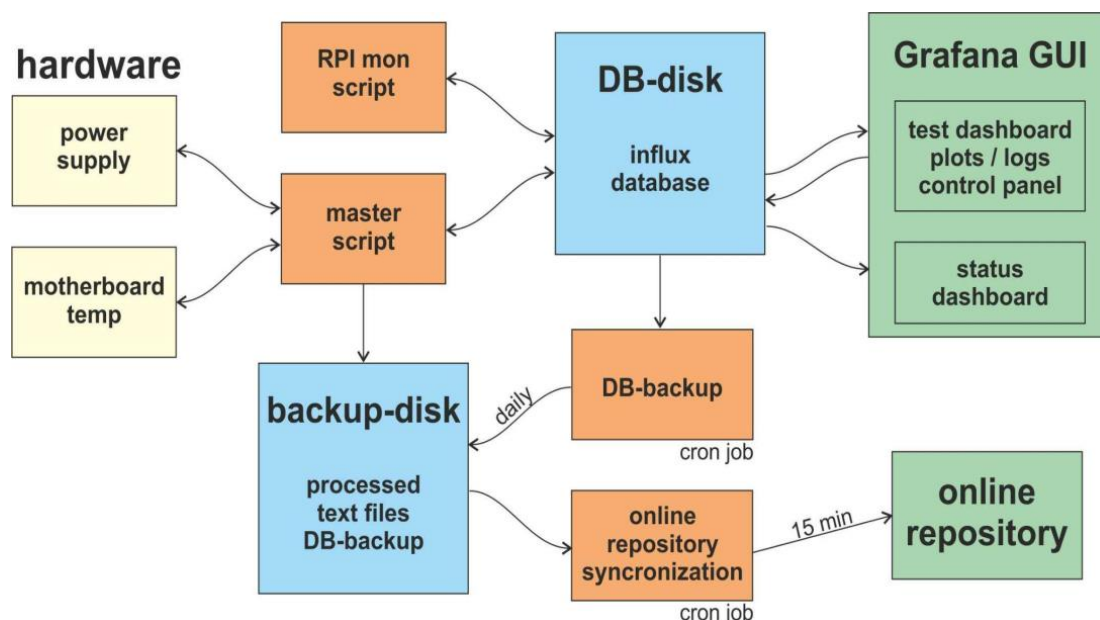 hardware
power
supply
motherboard
temp
RPI mon
script
master
script
DB-disk
influx
database
Grafana GUI
test dashboard
plots / logs
control panel
status
dashboard
backup-disk
processed
text files
DB-backup
daily
DB-backup
cron job
online
repository
syncronization
cron job
15 min
online
repository